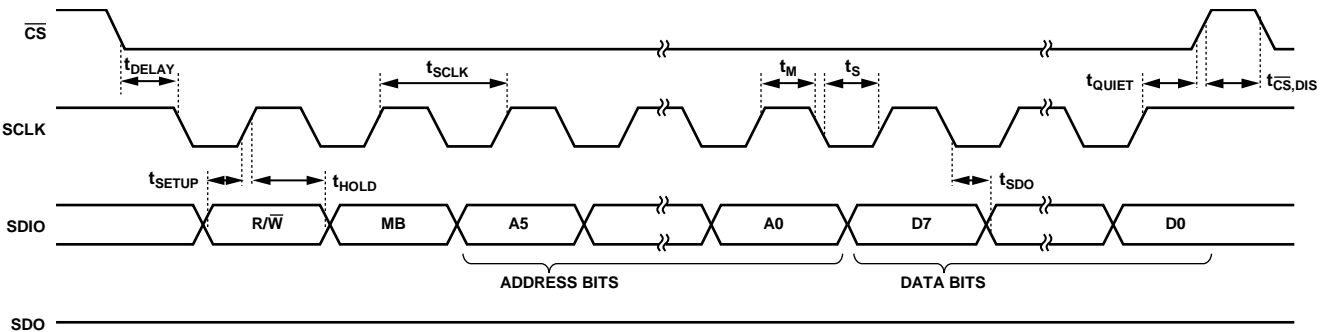 CS
tDELAY
tSCLK
tM
tS
tQUIET
tCS,DIS
SCLK
tSETUP
tHOLD
tSDO
SDIO
R/W
MB
A5
A0
D7
D0
ADDRESS BITS
DATA BITS
SDO